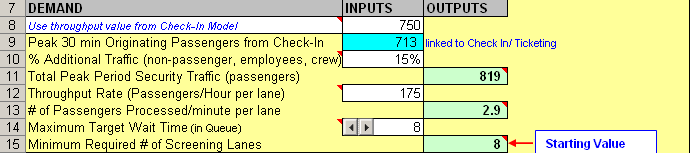 7 DEMAND INPUTS OUTPUTS
8 Use throughput value from Check-In Model 750
9 Peak 30 min Originating Passengers from Check-In 713 linked to Check In/ Ticketing
10 % Additional Traffic (non-passenger, employees, crew) 15%
11 Total Peak Period Security Traffic (passengers) 819
12 Throughput Rate (Passengers/Hour per lane) 175
13 # of Passengers Processed/minute per lane 2.9
14 Maximum Target Wait Time (in Queue) 8
15 Minimum Required # of Screening Lanes 8 Starting Value